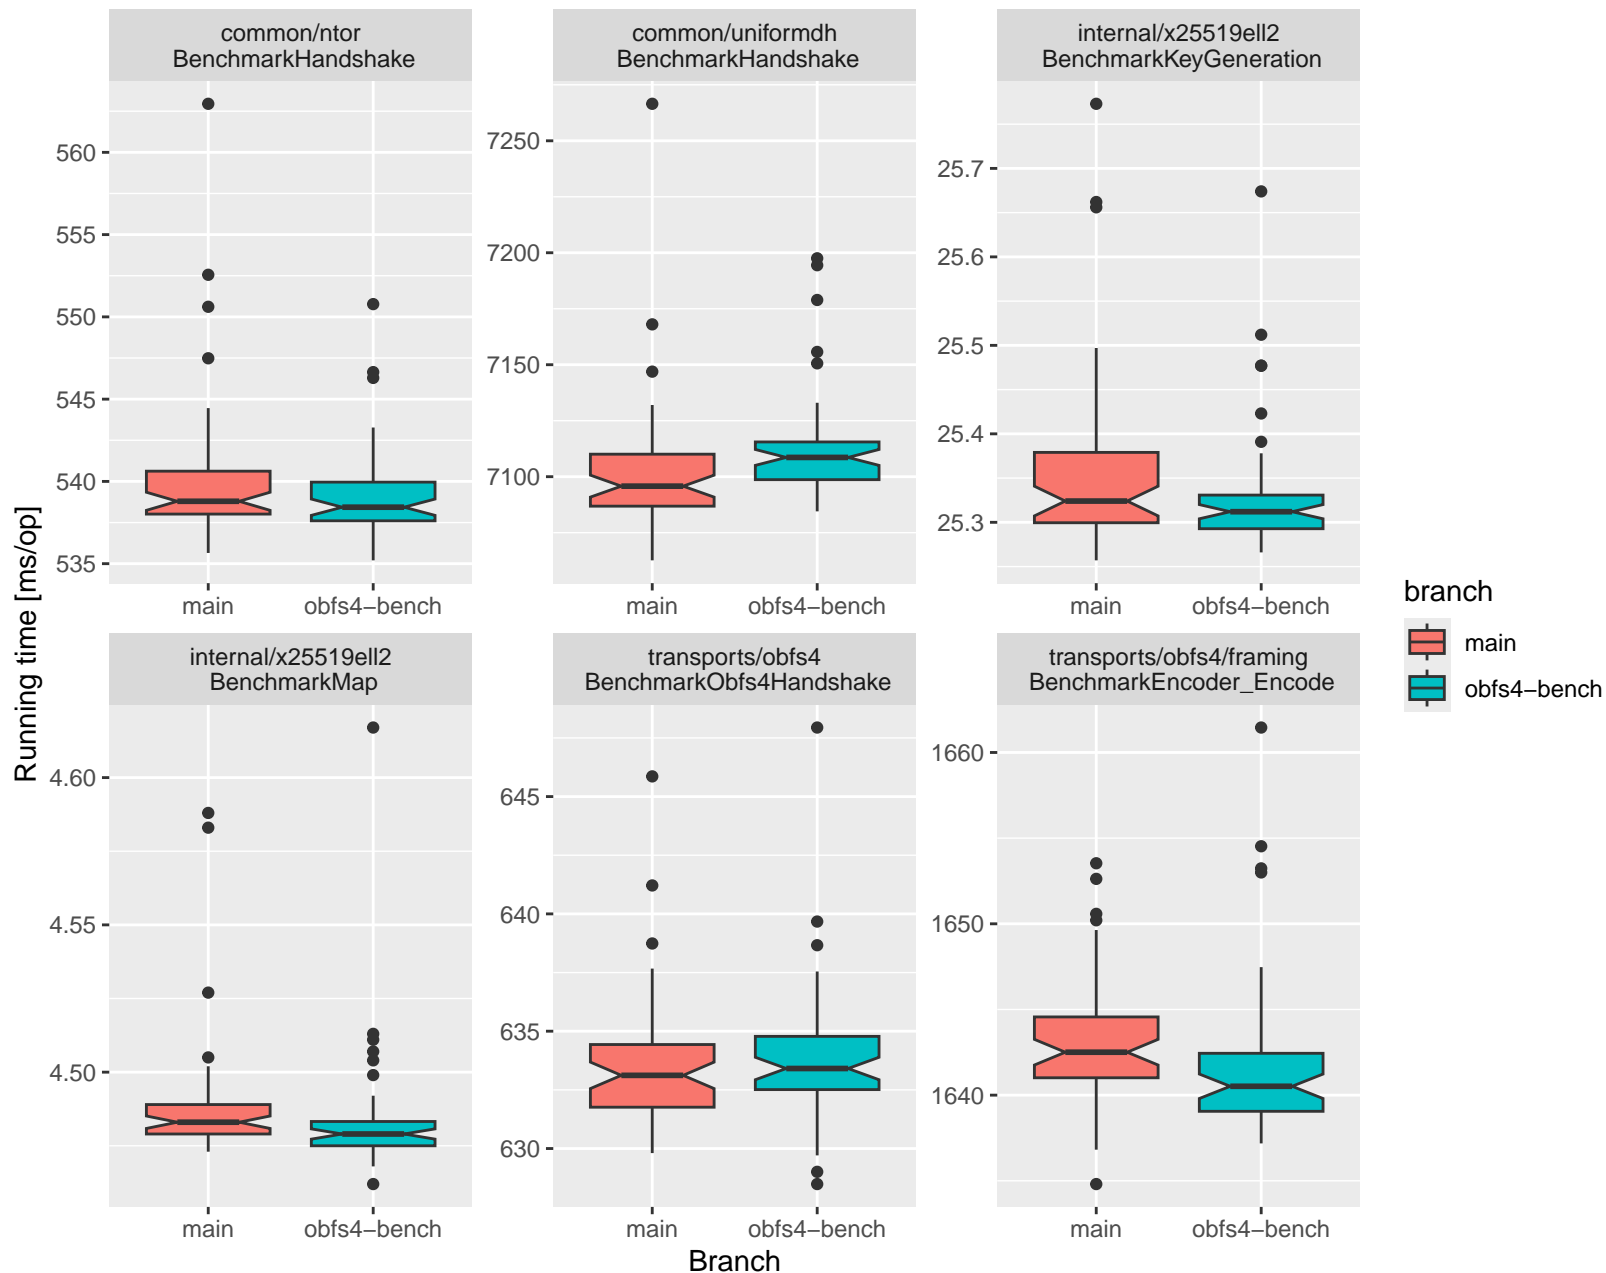 common/ntor
BenchmarkHandshake
common/uniformdh
BenchmarkHandshake
internal/x25519ell2
BenchmarkKeyGeneration
560
555
550
545
540
535
7250
7200
7150
7100
25.7
25.6
25.5
25.4
25.3
main
obfs4−bench
main
obfs4−bench
main
obfs4−bench
internal/x25519ell2
BenchmarkMap
transports/obfs4
BenchmarkObfs4Handshake
transports/obfs4/framing
BenchmarkEncoder_Encode
4.60
4.55
4.50
645
640
635
630
1660
1650
1640
main
obfs4−bench
main
obfs4−bench
main
obfs4−bench
Running time [ms/op]
Branch
branch
main
obfs4−bench